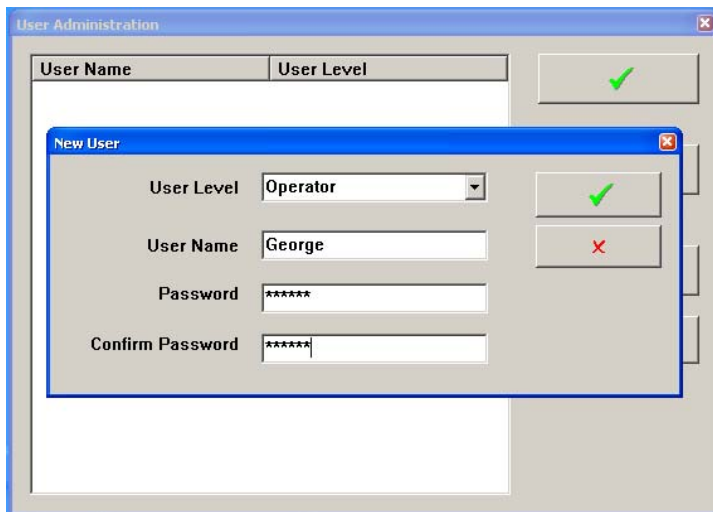 User Administration
User Name User Level
New User
User Level Operator
User Name George
Password ******
Confirm Password ******